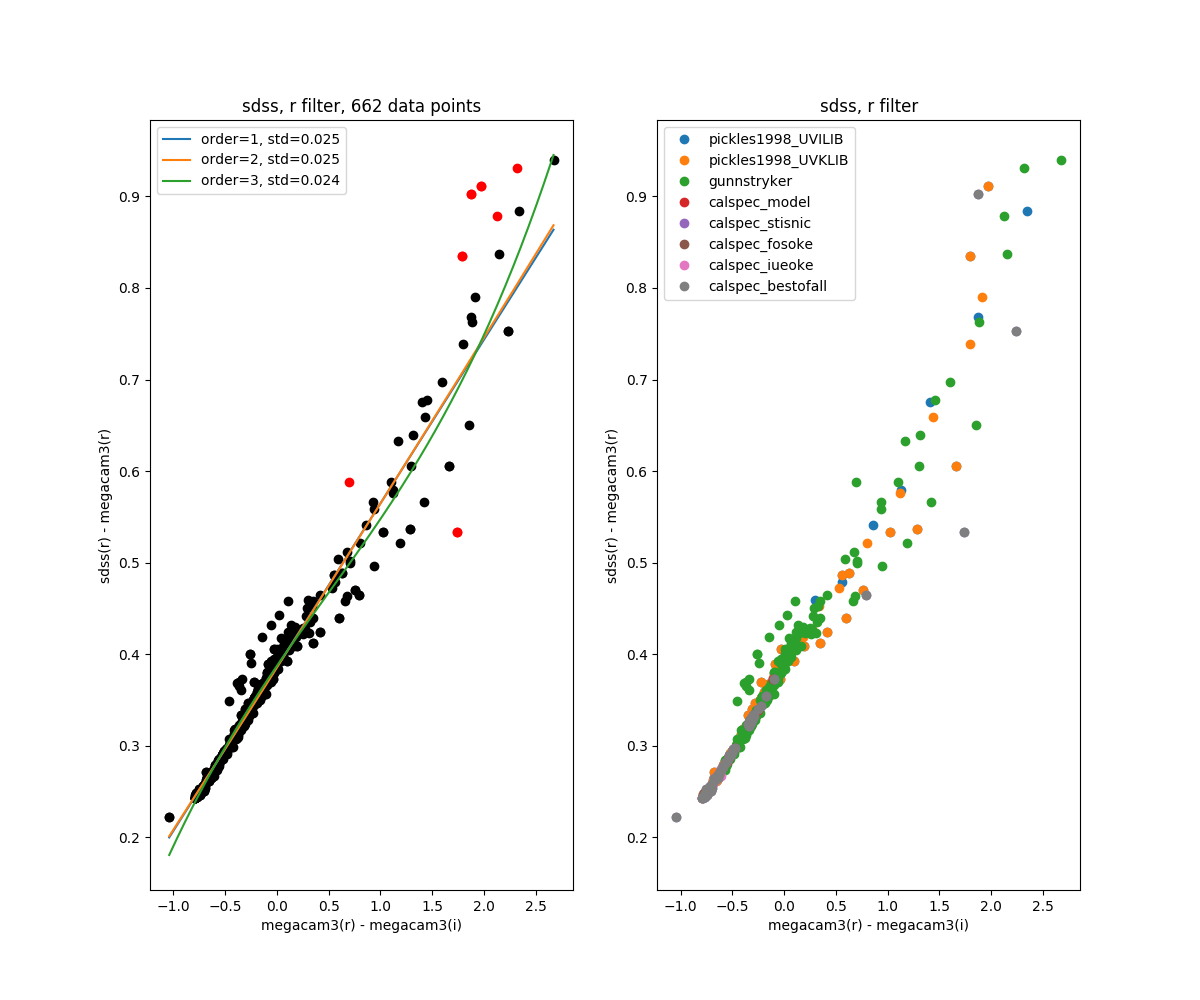 sdss, r filter, 662 data points
order=1, std=0.025
order=2, std=0.025
order=3, std=0.024
0.9
0.8
0.7
0.6
0.5
0.4
0.3
0.2
sdss(r) - megacam3(r)
−1.0 −0.5 0.0 0.5 1.0 1.5 2.0 2.5
megacam3(r) - megacam3(i)
sdss, r filter
pickles1998_UVILIB
pickles1998_UVKLIB
gunnstryker
calspec_model
calspec_stisnic
calspec_fosoke
calspec_iueoke
calspec_bestofall
0.9
0.8
0.7
0.6
0.5
0.4
0.3
0.2
sdss(r) - megacam3(r)
−1.0 −0.5 0.0 0.5 1.0 1.5 2.0 2.5
megacam3(r) - megacam3(i)